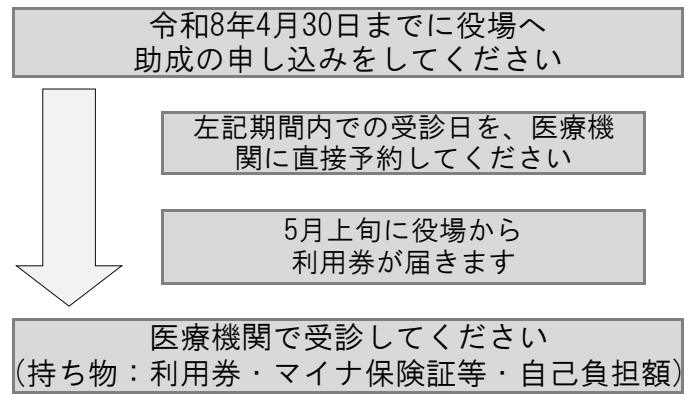 令和8年4月30日までに役場へ
助成の申し込みをしてください
左記期間内での受診日を、医療機
関に直接予約してください
5月上旬に役場から
利用券が届きます
医療機関で受診してください
(持ち物：利用券・マイナ保険証等・自己負担額)